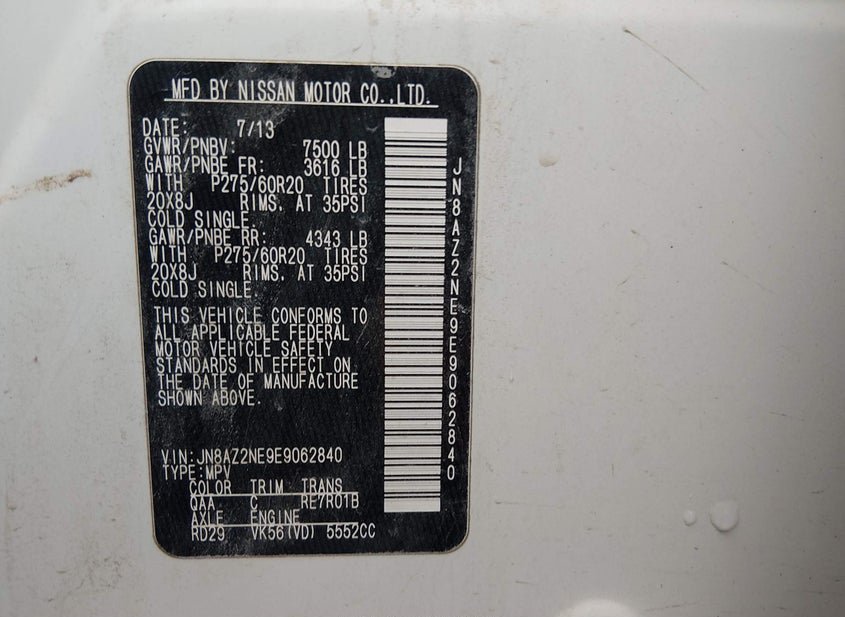 MFD BY NISSAN MOTOR CO.,LTD.
DATE: 7/13
GVWR/PNBV: 7500 LB
GAWR/PNBE FR: 3616 LB
WITH P275/60R20 TIRES
20X8J RIMS, AT 35PSI
COLD SINGLE.
GAWR/PNBE RR: 4343 LB
WITH P275/60R20 TIRES
20X8J RIMS, AT 35PSI
COLD SINGLE.
THIS VEHICLE CONFORMS TO
ALL APPLICABLE FEDERAL
MOTOR VEHICLE SAFETY
STANDARDS IN EFFECT ON
THE DATE OF MANUFACTURE
SHOWN ABOVE.
VIN:JN8AZ2NE9E9062840
TYPE:MPV
COLOR TRIM TRANS
QAA C RE7R01B
AXLE ENGINE
RD29 VK56(VD) 5552CC
JN8AZ2NE9E9062840